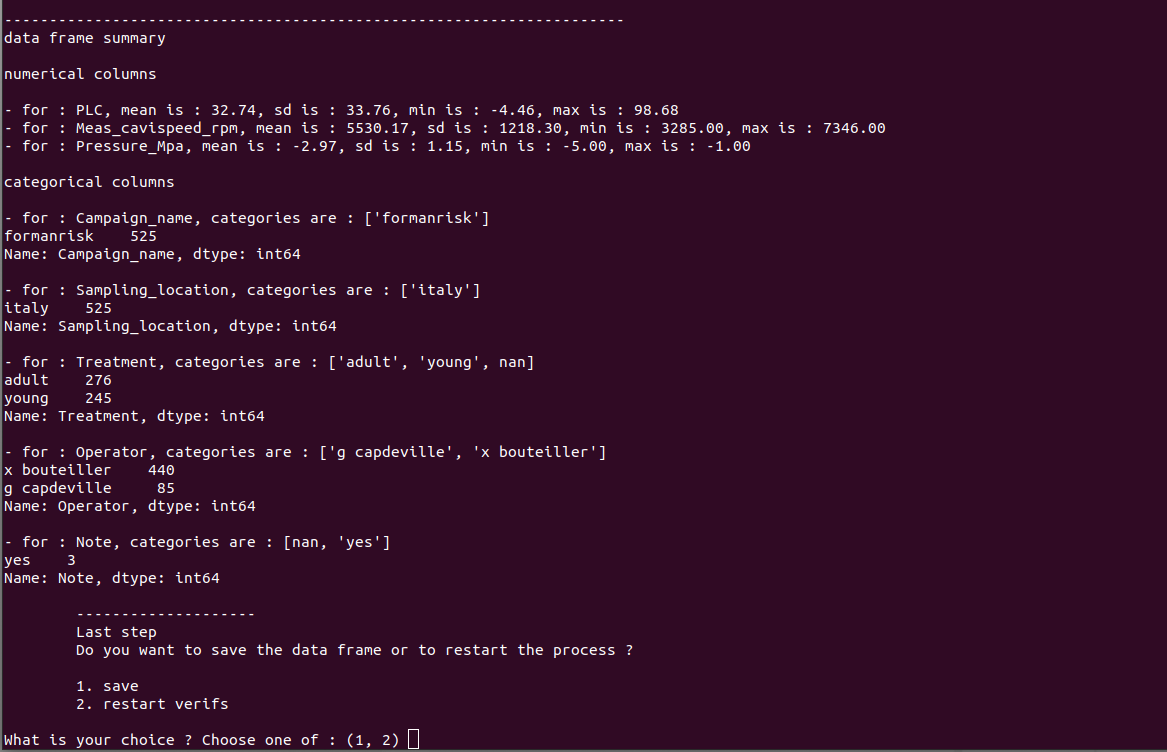 ---------------------------------------------------------------------
data frame summary
numerical columns
- for : PLC, mean is : 32.74, sd is : 33.76, min is : -4.46, max is : 98.68
- for : Meas_cavispeed_rpm, mean is : 5530.17, sd is : 1218.30, min is : 3285.00, max is : 7346.00
- for : Pressure_Mpa, mean is : -2.97, sd is : 1.15, min is : -5.00, max is : -1.00
categorical columns
- for : Campaign_name, categories are : ['formanrisk']
formanrisk    525
Name: Campaign_name, dtype: int64
- for : Sampling_location, categories are : ['italy']
italy    525
Name: Sampling_location, dtype: int64
- for : Treatment, categories are : ['adult', 'young', nan]
adult    276
young    245
Name: Treatment, dtype: int64
- for : Operator, categories are : ['g capdeville', 'x bouteiller']
x bouteiller    440
g capdeville     85
Name: Operator, dtype: int64
- for : Note, categories are : [nan, 'yes']
yes    3
Name: Note, dtype: int64
        --------------------
        Last step
        Do you want to save the data frame or to restart the process ?
        1. save
        2. restart verifs
What is your choice ? Choose one of : (1, 2)